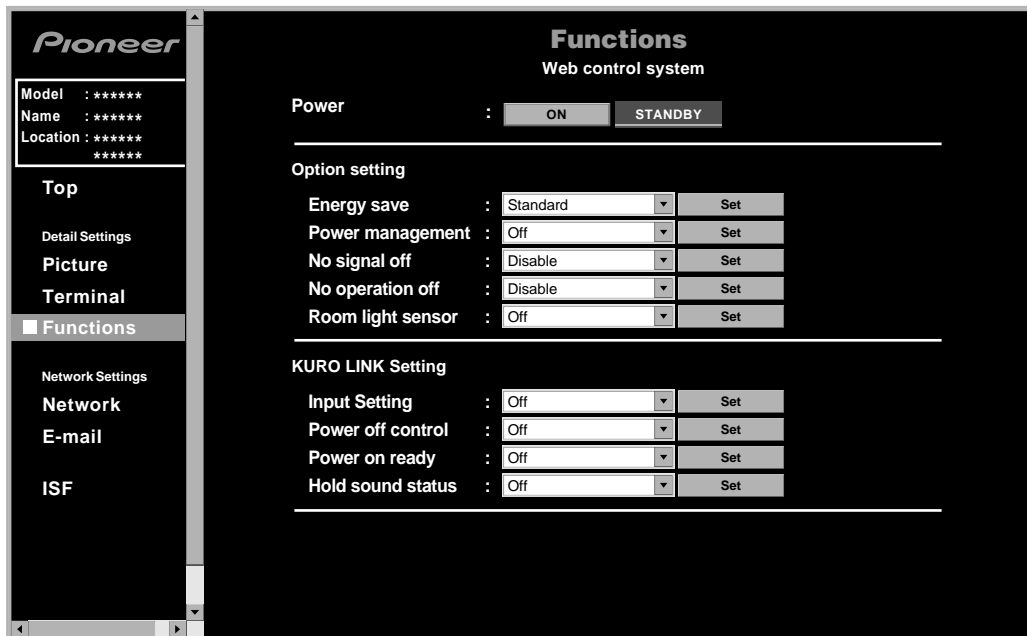 Pioneer
Model : ******
Name : ******
Location : ******
******
Top
Detail Settings
Picture
Terminal
Functions
Network Settings
Network
E-mail
ISF
Functions
Web control system
Power : ON STANDBY
Option setting
Energy save : Standard Set
Power management : Off Set
No signal off : Disable Set
No operation off : Disable Set
Room light sensor : Off Set
KURO LINK Setting
Input Setting : Off Set
Power off control : Off Set
Power on ready : Off Set
Hold sound status : Off Set